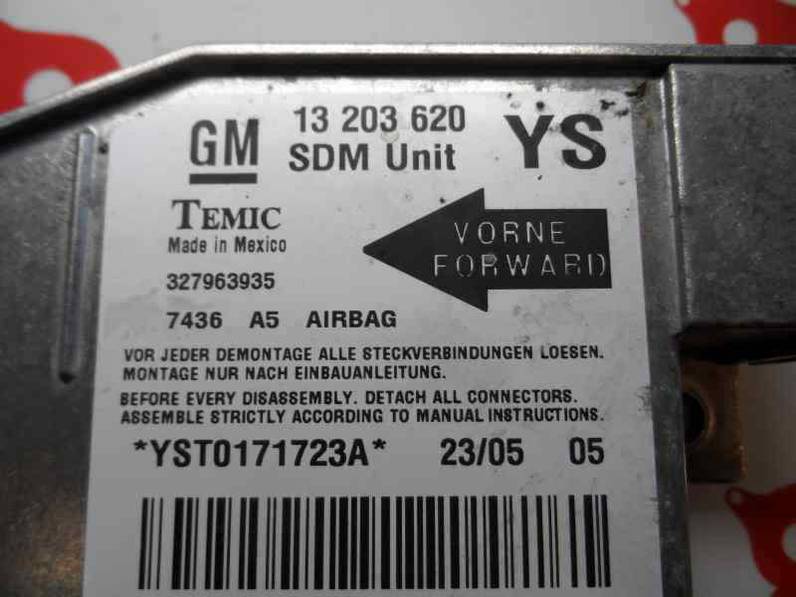 GM 13 203 620 YS
SDM Unit
TEMIC
Made in Mexico
VORNE
FORWARD
327963935
7436 A5 AIRBAG
VOR JEDER DEMONTAGE ALLE STECKVERBINDUNGEN LOESEN.
MONTAGE NUR NACH EINBAUANLEITUNG.
BEFORE EVERY DISASSEMBLY. DETACH ALL CONNECTORS.
ASSEMBLE STRICTLY ACCORDING TO MANUAL INSTRUCTIONS.
*YST0171723A* 23/05 05